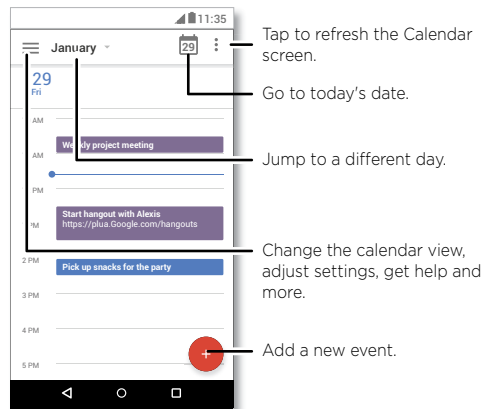 11:35
January
29
Tap to refresh the Calendar
screen.
29
Fri
Go to today's date.
AM
Weekly project meeting
AM
Jump to a different day.
PM
Start hangout with Alexis
https://plua.Google.com/hangouts
PM
Change the calendar view,
adjust settings, get help and
more.
2 PM
Pick up snacks for the party
3 PM
4 PM
Add a new event.
5 PM